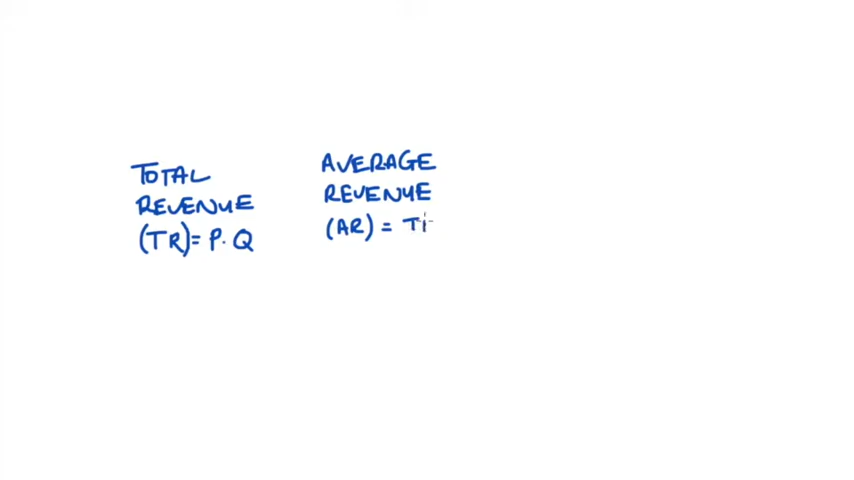 TOTAL
REVENUE
(TR)= P. Q
AVERAGE
REVENUE
(AR) =